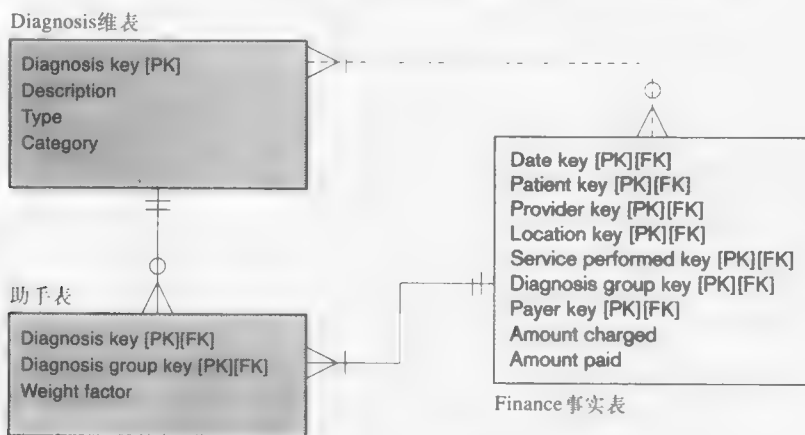 Diagnosis维表
Diagnosis key [PK]
Description
Type
Category
助手表
Diagnosis key [PK][FK]
Diagnosis group key [PK][FK]
Weight factor
Date key [PK][FK]
Patient key [PK][FK]
Provider key [PK][FK]
Location key [PK][FK]
Service performed key [PK][FK]
Diagnosis group key [PK][FK]
Payer key [PK][FK]
Amount charged
Amount paid
Finance事实表